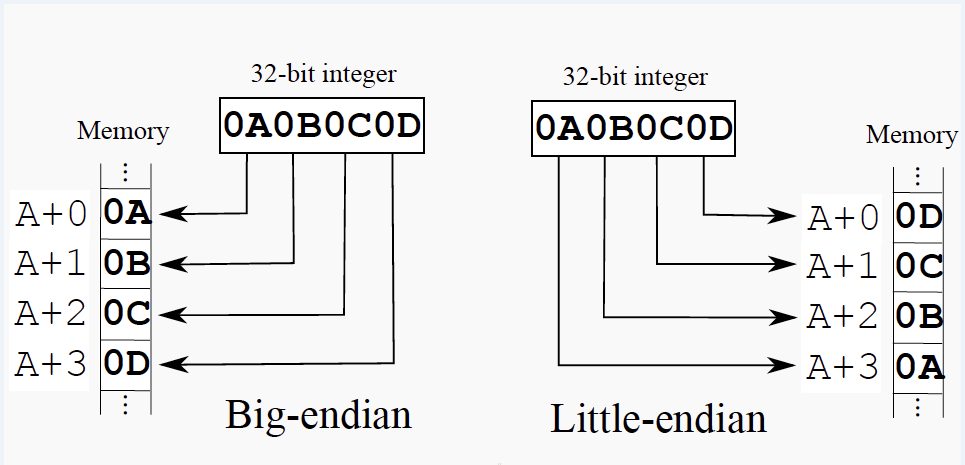 32-bit integer
0A0B0C0D
Memory
⋮
A+0 0A
A+1 0B
A+2 0C
A+3 0D
⋮
Big-endian
32-bit integer
0A0B0C0D
Memory
⋮
A+0 0D
A+1 0C
A+2 0B
A+3 0A
⋮
Little-endian